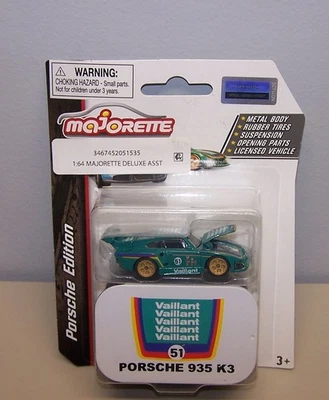 WARNING:
CHOKING HAZARD - Small parts.
Not for children under 3 years.
MAJORETTE
3467452051535
1:64 MAJORETTE DELUXE ASST
METAL BODY
RUBBER TIRES
SUSPENSION
OPENING PARTS
LICENSED VEHICLE
Porsche Edition
51
Vaillant
Vaillant
Vaillant
Vaillant
Vaillant
Vaillant
51
PORSCHE 935 K3
3+